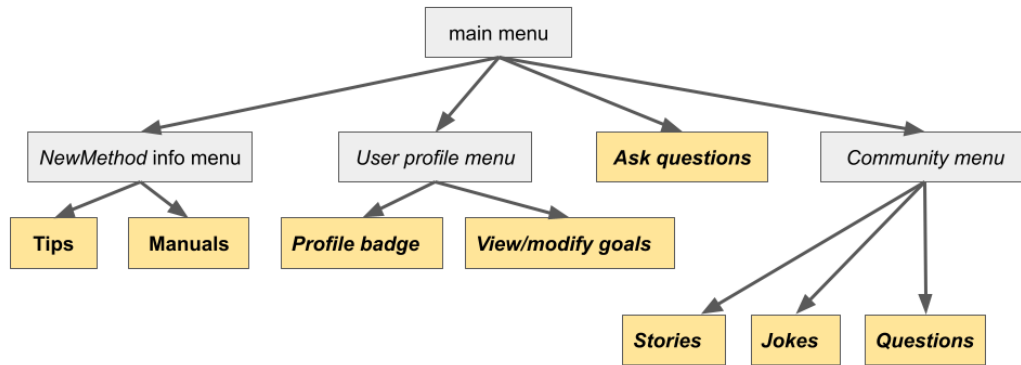 main menu
NewMethod info menu
User profile menu
Ask questions
Community menu
Tips
Manuals
Profile badge
View/modify goals
Stories
Jokes
Questions